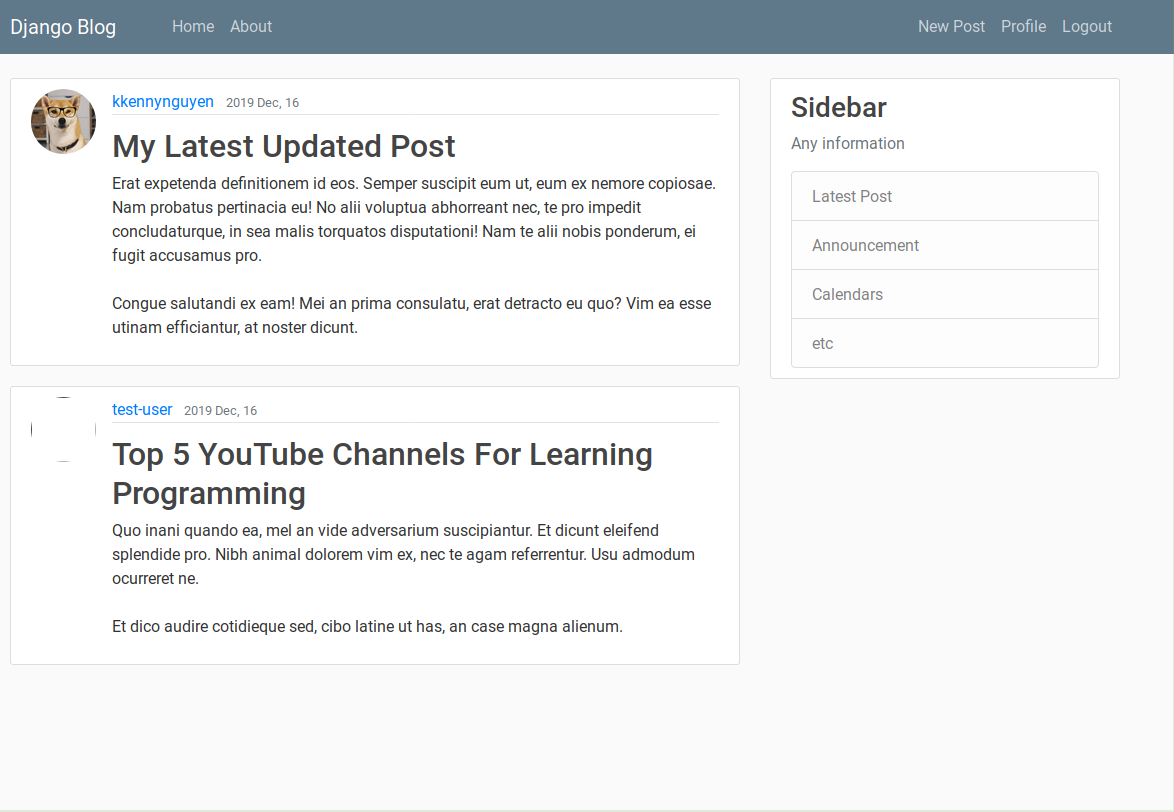 Django Blog Home About New Post Profile Logout
kkennynguyen 2019 Dec, 16
My Latest Updated Post
Erat expetenda definitionem id eos. Semper suscipit eum ut, eum ex nemore copiosae.
Nam probatus pertinacia eu! No alii voluptua abhorreant nec, te pro impedit
concludaturque, in sea malis torquatos disputationi! Nam te alii nobis ponderum, ei
fugit accusamus pro.
Congue salutandi ex eam! Mei an prima consulatu, erat detracto eu quo? Vim ea esse
utinam efficiantur, at noster dicunt.
test-user 2019 Dec, 16
Top 5 YouTube Channels For Learning
Programming
Quo inani quando ea, mel an vide adversarium suscipiantur. Et dicunt eleifend
splendide pro. Nibh animal dolorem vim ex, nec te agam referrentur. Usu admodum
ocurreret ne.
Et dico audire cotidieque sed, cibo latine ut has, an case magna alienum.
Sidebar
Any information
Latest Post
Announcement
Calendars
etc